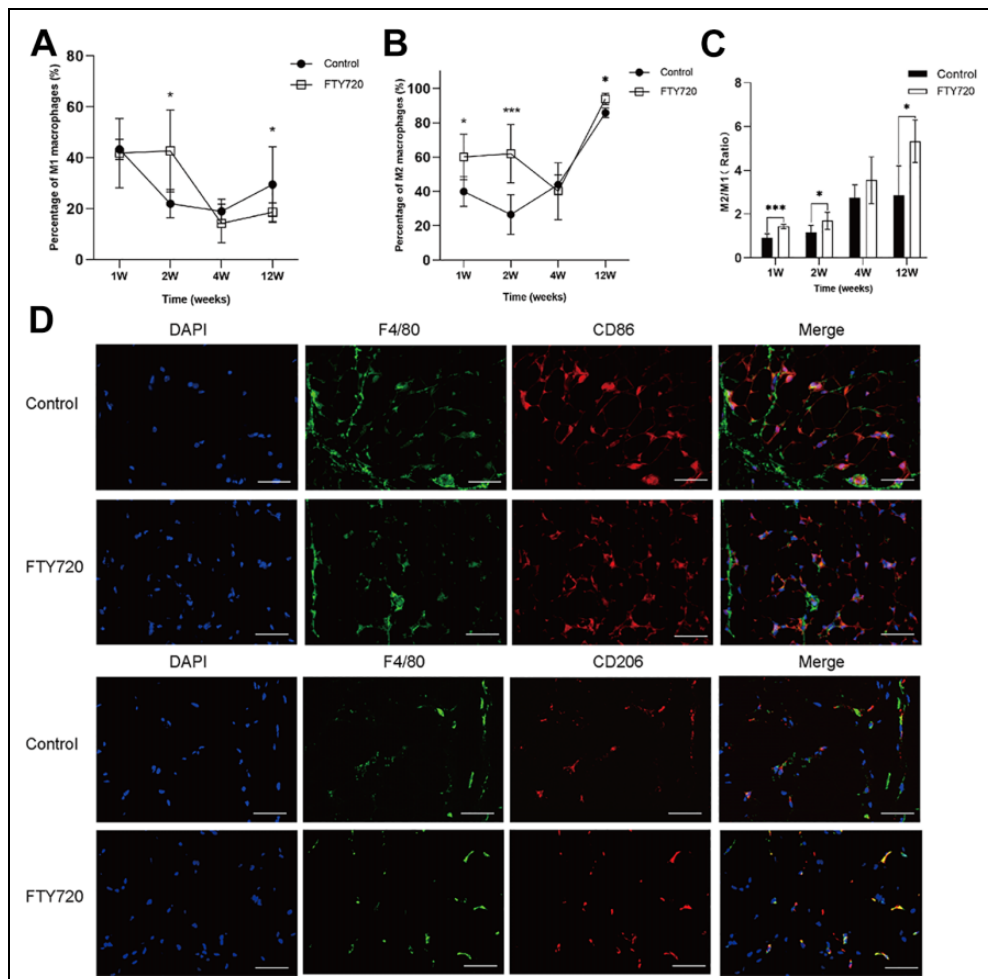 A
B
C
Percentage of M1 macrophages (%)
80
60
40
20
0
1W 2W 4W 12W
Time (weeks)
Control
FTY720
*
*
Percentage of M2 macrophages (%)
100
80
60
40
20
0
1W 2W 4W 12W
Time (weeks)
Control
FTY720
*
***
*
M2/M1( Ratio)
8
6
4
2
0
1W 2W 4W 12W
Time (weeks)
Control
FTY720
***
*
*
D
DAPI F4/80 CD86 Merge
Control
FTY720
DAPI F4/80 CD206 Merge
Control
FTY720